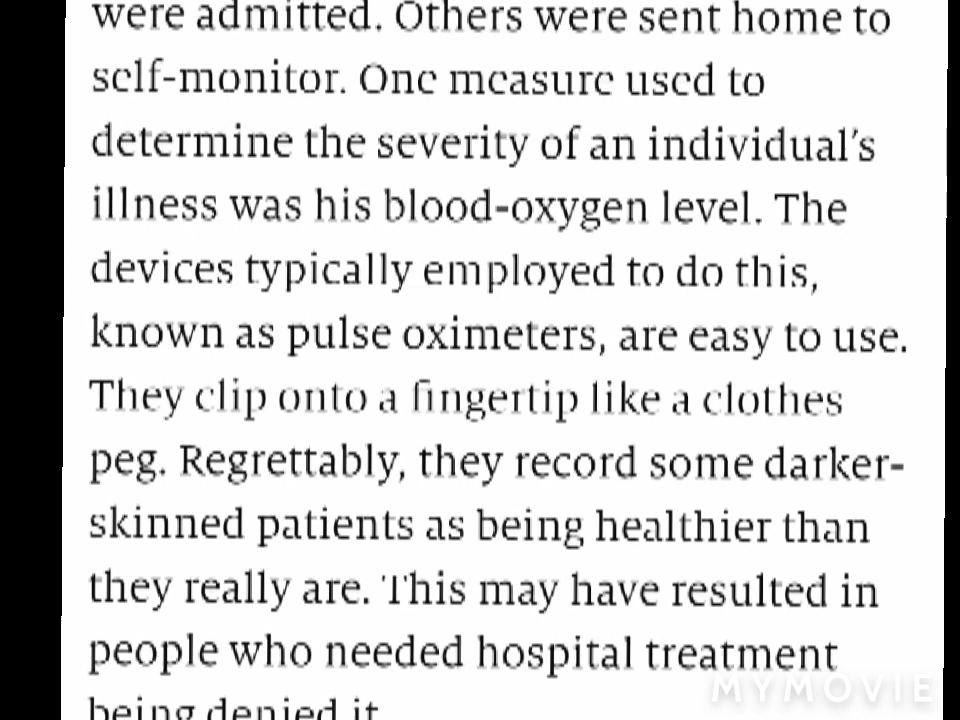 were admitted. Others were sent home to
self-monitor. One measure used to
determine the severity of an individual's
illness was his blood-oxygen level. The
devices typically employed to do this,
known as pulse oximeters, are easy to use.
They clip onto a fingertip like a clothes
peg. Regrettably, they record some darker-
skinned patients as being healthier than
they really are. This may have resulted in
people who needed hospital treatment
being denied it
MYMOVIE